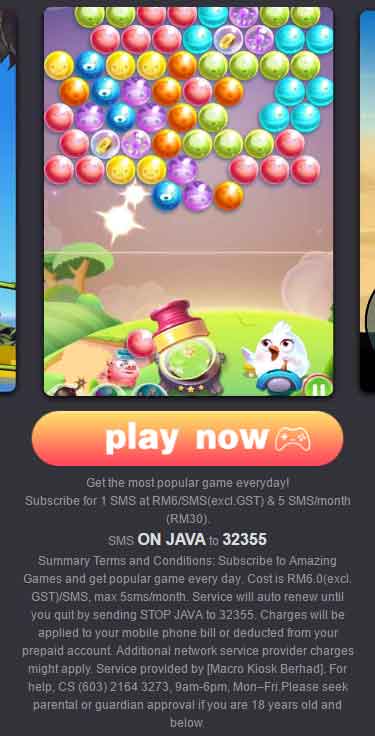 play now
Get the most popular game everyday!
Subscribe for 1 SMS at RM6/SMS(excl.GST) & 5 SMS/month
(RM30).
SMS ON JAVA to 32355
Summary Terms and Conditions: Subscribe to Amazing
Games and get popular game every day. Cost is RM6.0(excl.
GST)/SMS, max 5sms/month. Service will auto renew until
you quit by sending STOP JAVA to 32355. Charges will be
applied to your mobile phone bill or deducted from your
prepaid account. Additional network service provider charges
might apply. Service provided by [Macro Kiosk Berhad]. For
help, CS (603) 2164 3273, 9am-6pm, Mon–Fri.Please seek
parental or guardian approval if you are 18 years old and
below.